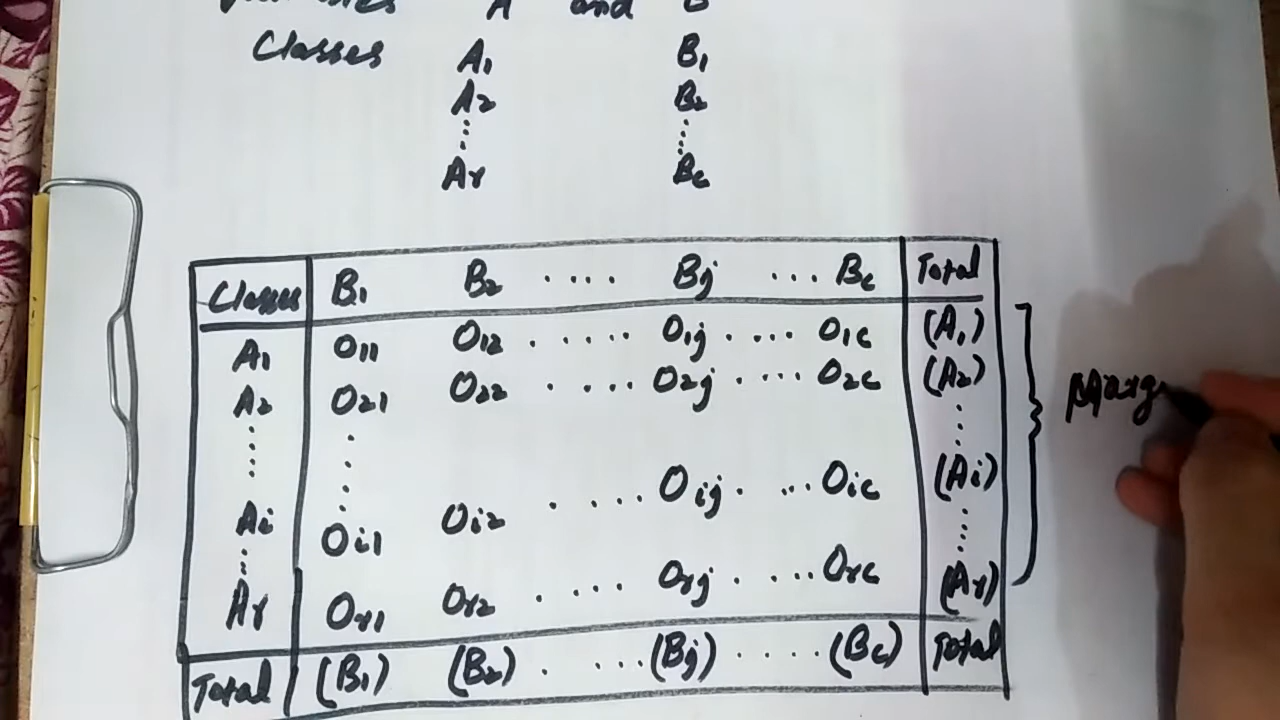 A and B
Classes A1 B1
A2 B2
⋮ ⋮
Ar Bc
Classes B1 B2 .... Bj ... Bc Total
A1 O11 O12 ..... O1j .... O1c (A1)
A2 O21 O22 ..... O2j .... O2c (A2)
⋮ ⋮ ⋮
Ai Oi1 Oi2 .... Oij. ... Oic (Ai)
⋮ ⋮
Ar Or1 Or2 .... Orj .... Orc (Ar)
Total (B1) (B2) .... (Bj) .... (Bc) Total
Marg